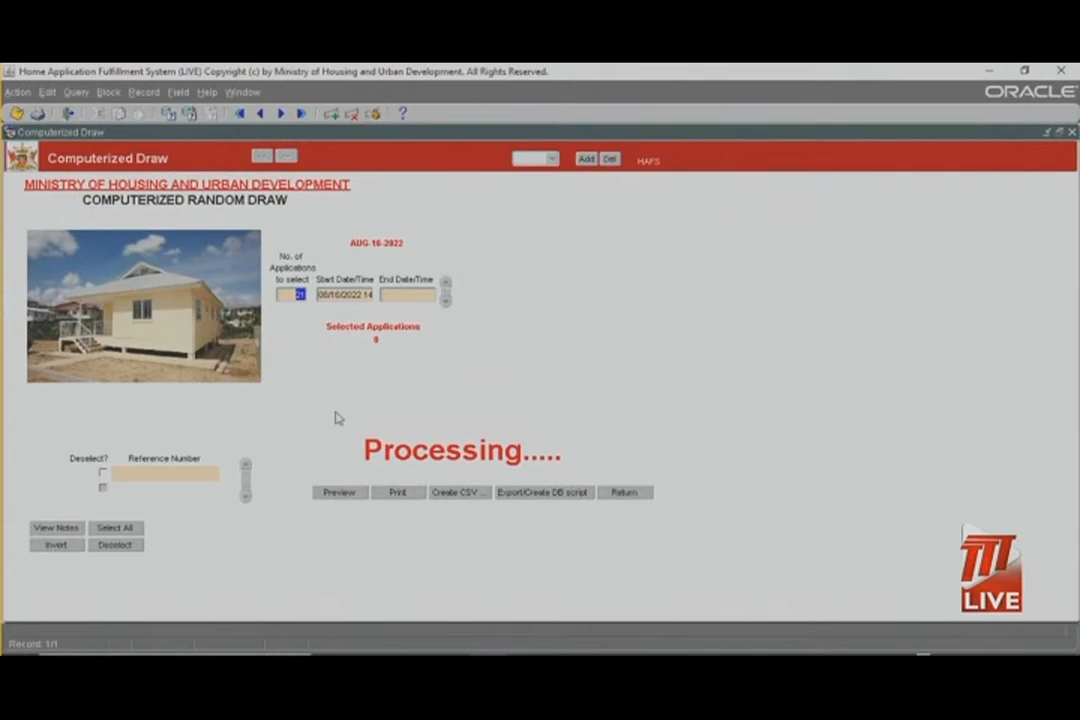 Home Application Fulfillment System (LIVE) Copyright (c) by Ministry of Housing and Urban Development. All Rights Reserved.
Action Edit Query Block Record Field Help Window
ORACLE
?
Computerized Draw
Computerized Draw
Add Del HAFS
MINISTRY OF HOUSING AND URBAN DEVELOPMENT
COMPUTERIZED RANDOM DRAW
AUG-16-2022
No. of
Applications
to select Start Date/Time End Date/Time
21 08/16/2022 14
Selected Applications
0
Processing.....
Deselect? Reference Number
Preview Print Create CSV ... Export/Create DB script Return
View Notes Select All
Invert Deselect
TTT
LIVE
Record: 1/1